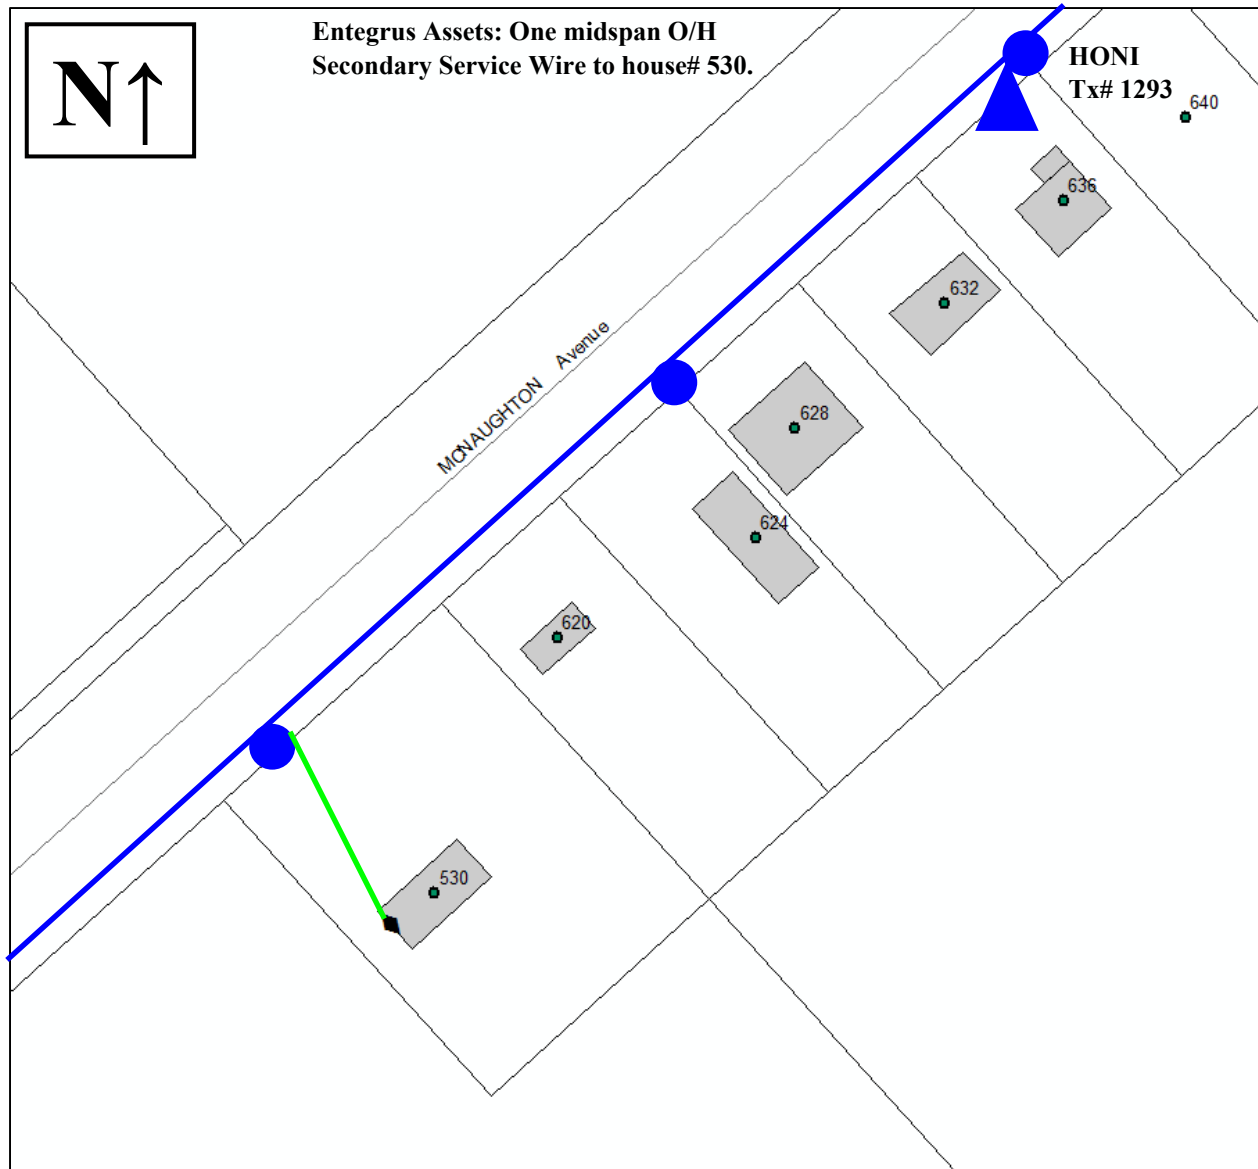 N↑
Entegrus Assets: One midspan O/H
Secondary Service Wire to house# 530.
HONI
Tx# 1293
640
636
632
628
624
620
530
MCNAUGHTON Avenue